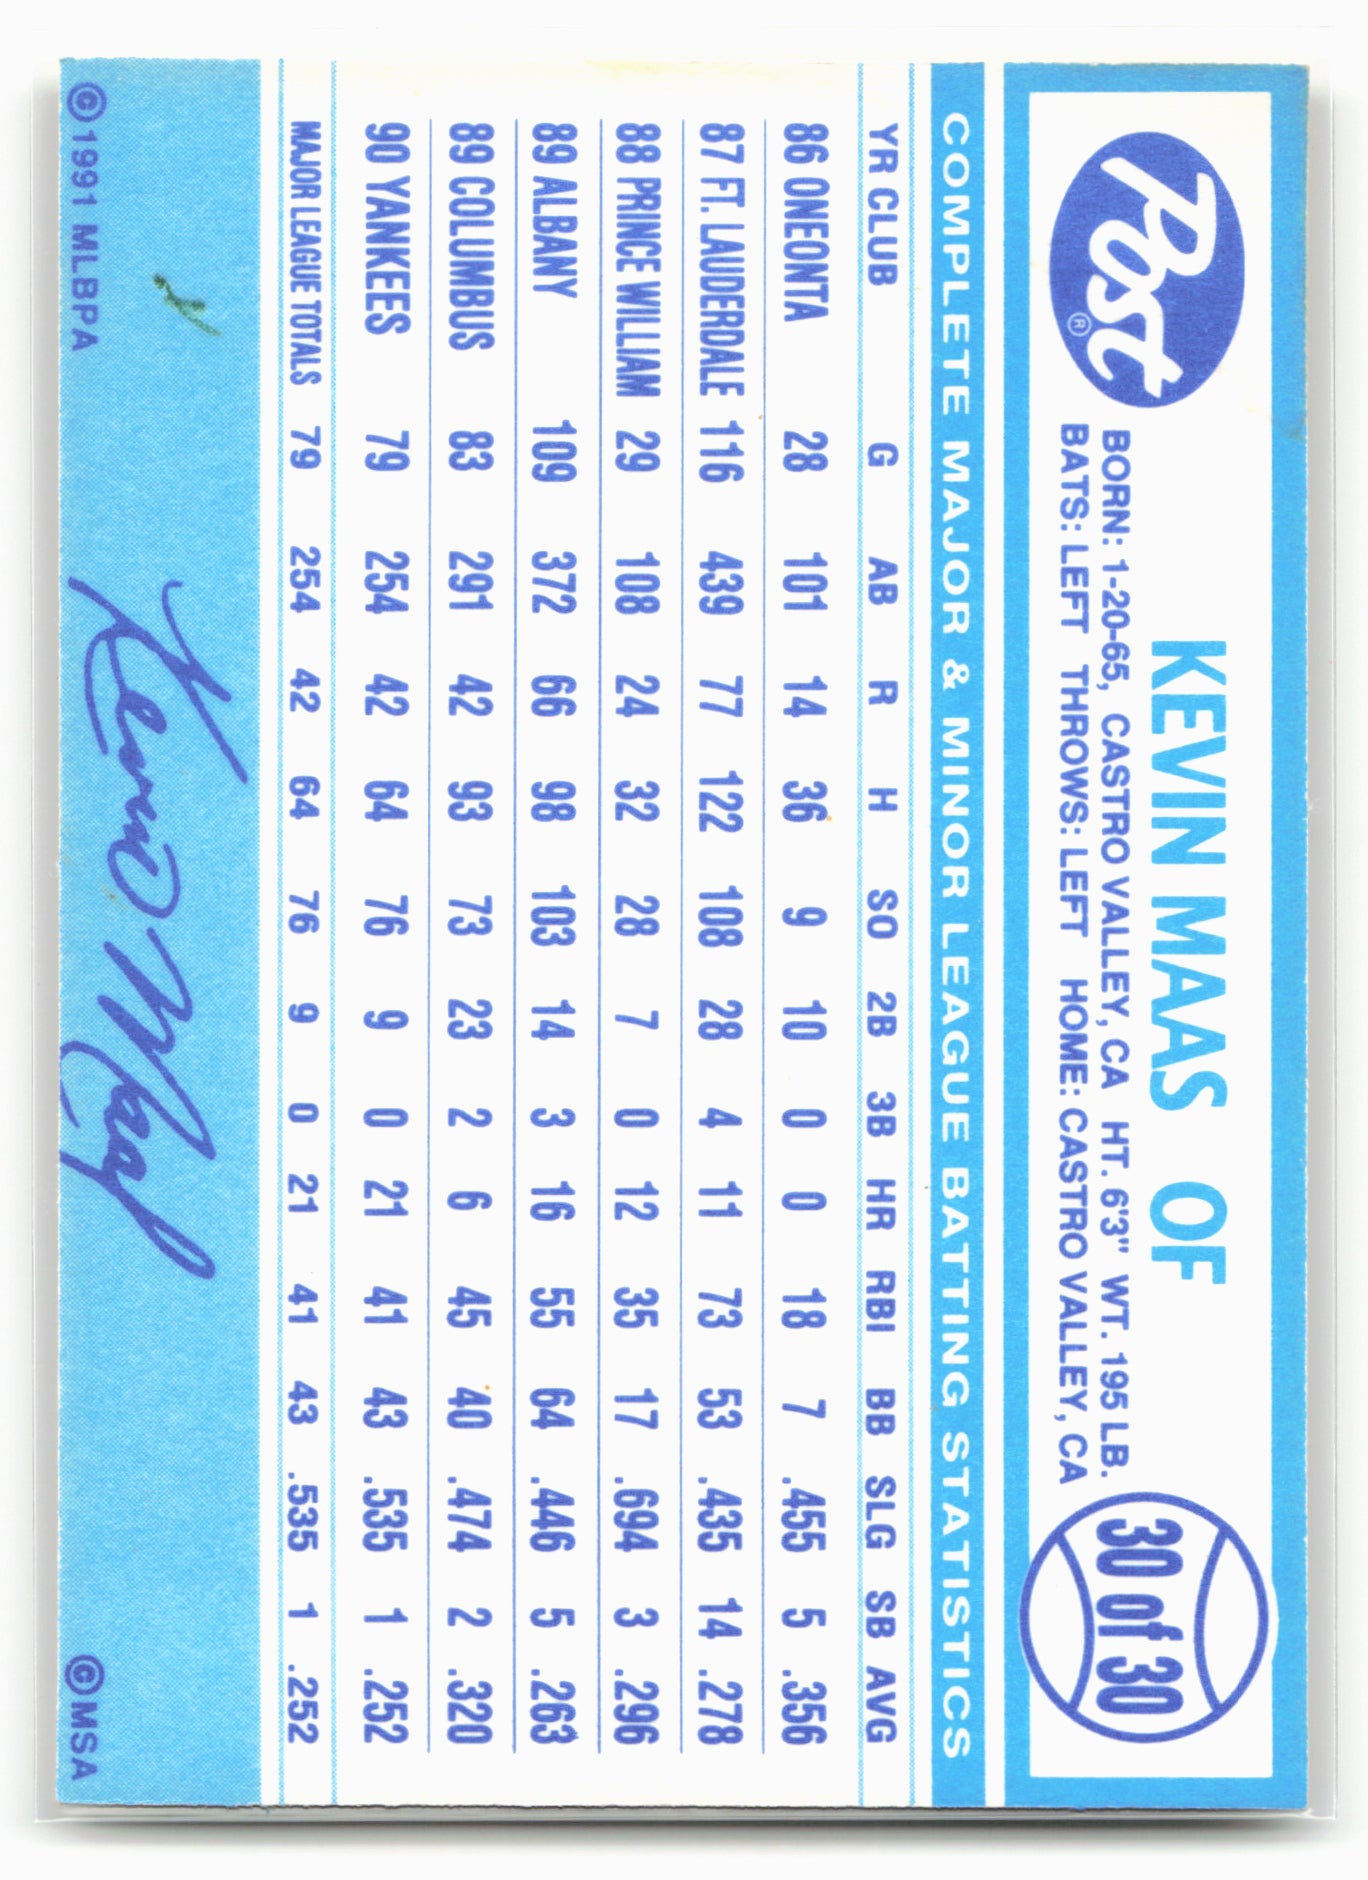 Post®
KEVIN MAAS OF
BORN: 1-20-65, CASTRO VALLEY, CA HT. 6'3" WT. 195 LB.
BATS: LEFT THROWS: LEFT HOME: CASTRO VALLEY, CA
30 of 30
COMPLETE MAJOR & MINOR LEAGUE BATTING STATISTICS
YR CLUB G AB R H SO 2B 3B HR RBI BB SLG SB AVG
86 ONEONTA 28 101 14 36 9 10 0 0 18 7 .455 5 .356
87 FT. LAUDERDALE 116 439 77 122 108 28 4 11 73 53 .435 14 .278
88 PRINCE WILLIAM 29 108 24 32 28 7 0 12 35 17 .694 3 .296
89 ALBANY 109 372 66 98 103 14 3 16 55 64 .446 5 .263
89 COLUMBUS 83 291 42 93 73 23 2 6 45 40 .474 2 .320
90 YANKEES 79 254 42 64 76 9 0 21 41 43 .535 1 .252
MAJOR LEAGUE TOTALS 79 254 42 64 76 9 0 21 41 43 .535 1 .252
Kevin Maas
©1991 MLBPA
©MSA